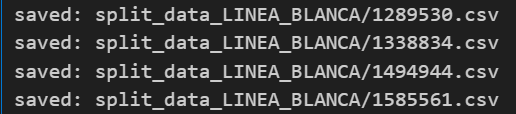 saved: split_data_LINEA_BLANCA/1289530.csv
saved: split_data_LINEA_BLANCA/1338834.csv
saved: split_data_LINEA_BLANCA/1494944.csv
saved: split_data_LINEA_BLANCA/1585561.csv